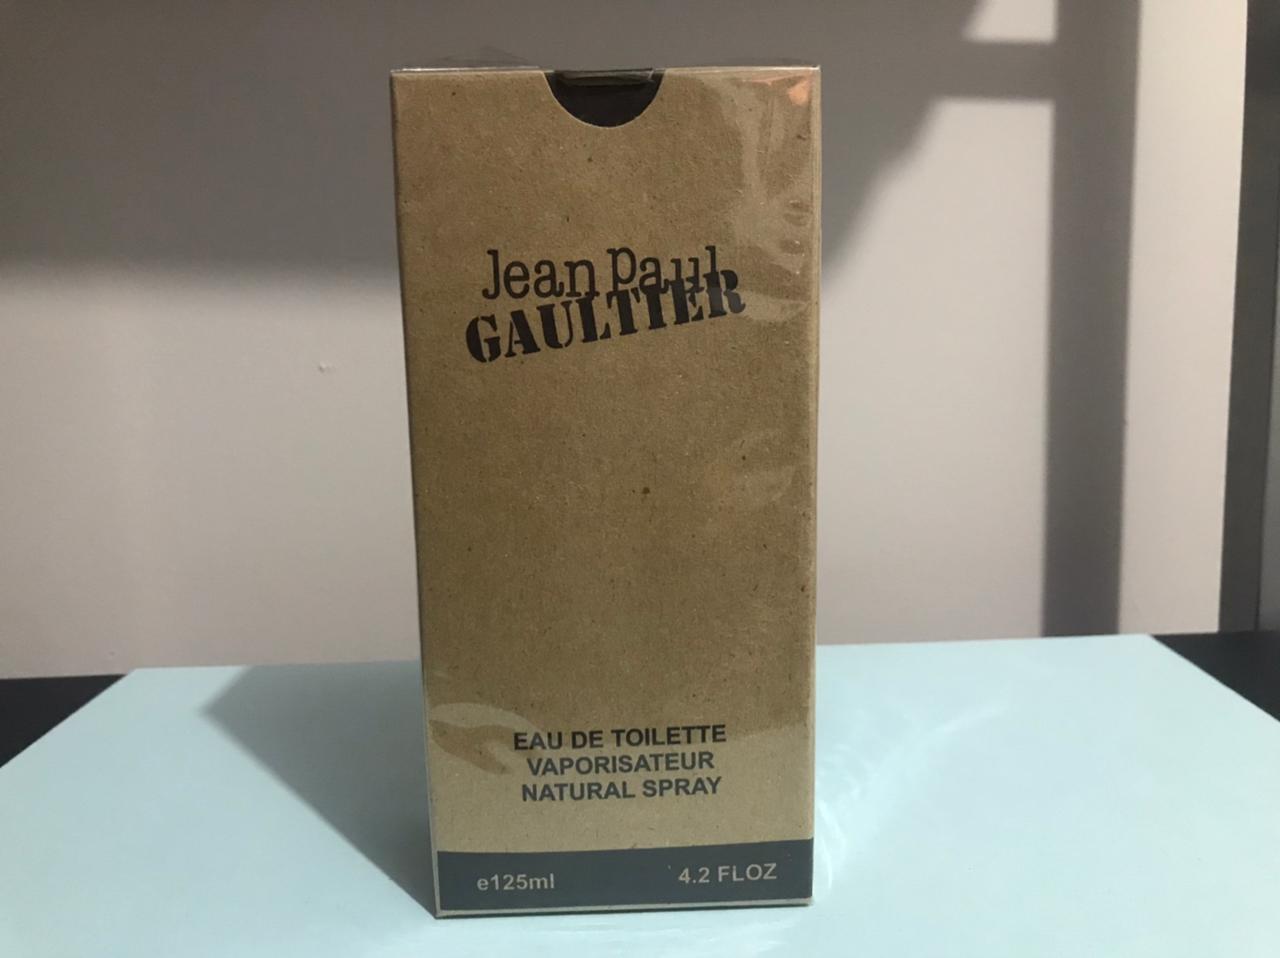 Jean Paul
GAULTIER
EAU DE TOILETTE
VAPORISATEUR
NATURAL SPRAY
e125ml 4.2 FLOZ